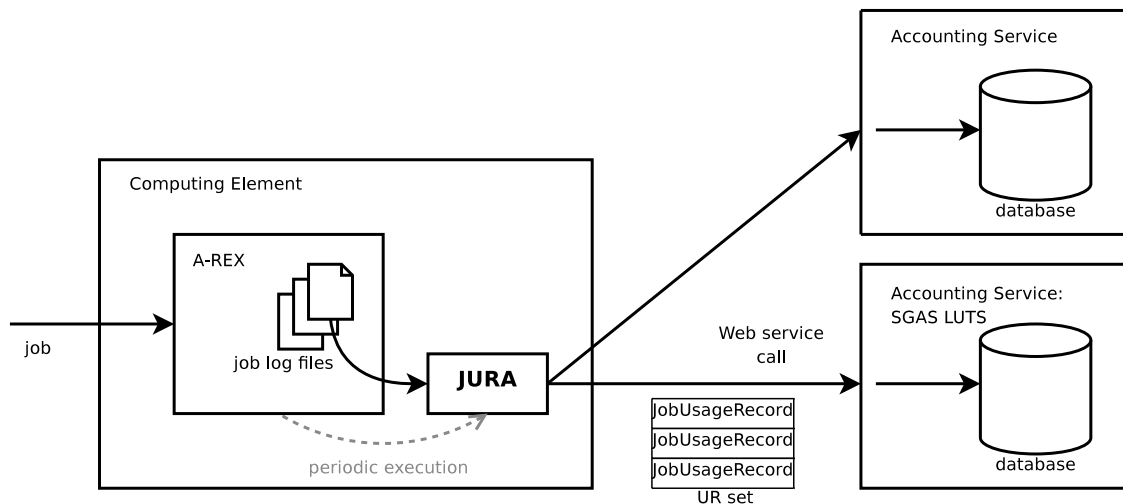 Accounting Service
database
Computing Element
A-REX
job log files
job
JURA
periodic execution
Web service
call
JobUsageRecord
JobUsageRecord
JobUsageRecord
UR set
Accounting Service:
SGAS LUTS
database